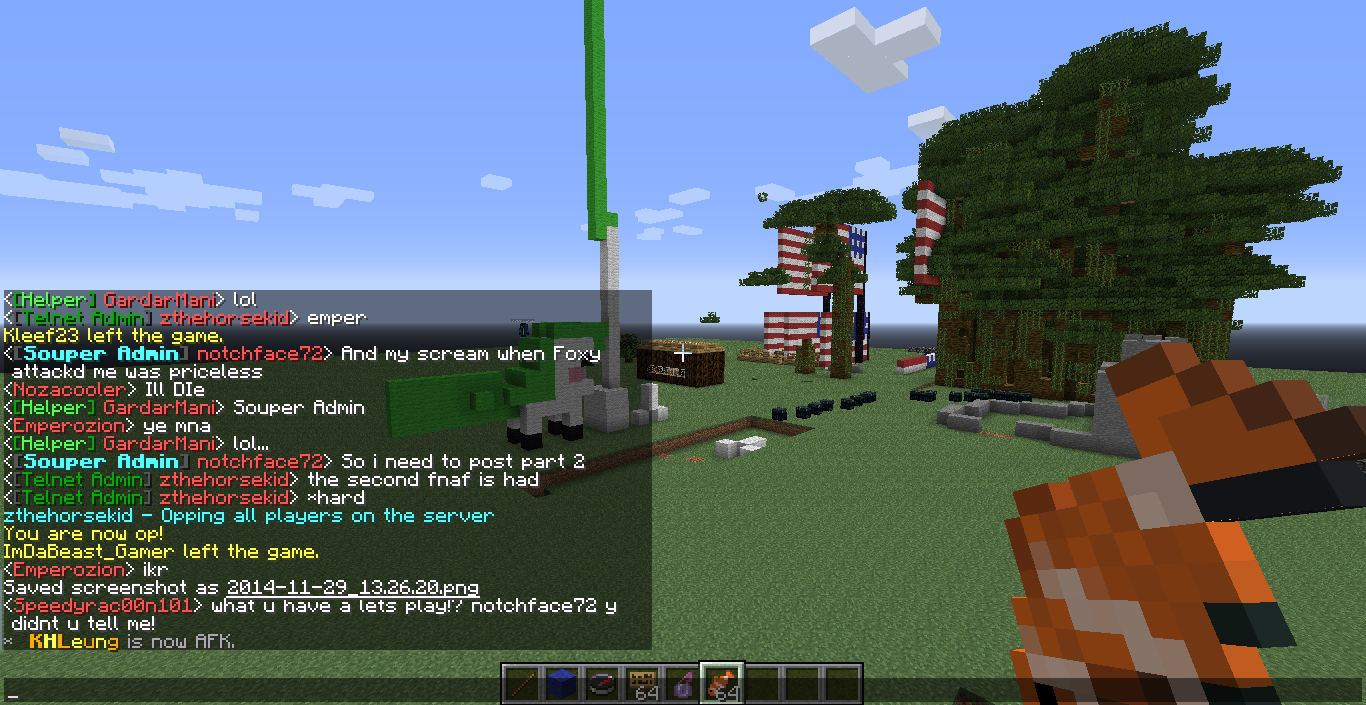 <[Helper] GardarMani> lol
<[Telnet Admin] zthehorsekid> emper
Kleef23 left the game.
<[Souper Admin] notchface72> And my scream when Foxy
attackd me was priceless
<Nozacooler> Ill DIe
<[Helper] GardarMani> Souper Admin
<Emperozion> ye mna
<[Helper] GardarMani> lol...
<[Souper Admin] notchface72> So i need to post part 2
<[Telnet Admin] zthehorsekid> the second fnaf is had
<[Telnet Admin] zthehorsekid> *hard
zthehorsekid - Opping all players on the server
You are now op!
ImDaBeast_Gamer left the game.
<Emperozion> ikr
Saved screenshot as 2014-11-29_13.26.20.png
<Speedyrac00n101> what u have a lets play!? notchface72 y
didnt u tell me!
* KHLeung is now AFK.
_
64
64